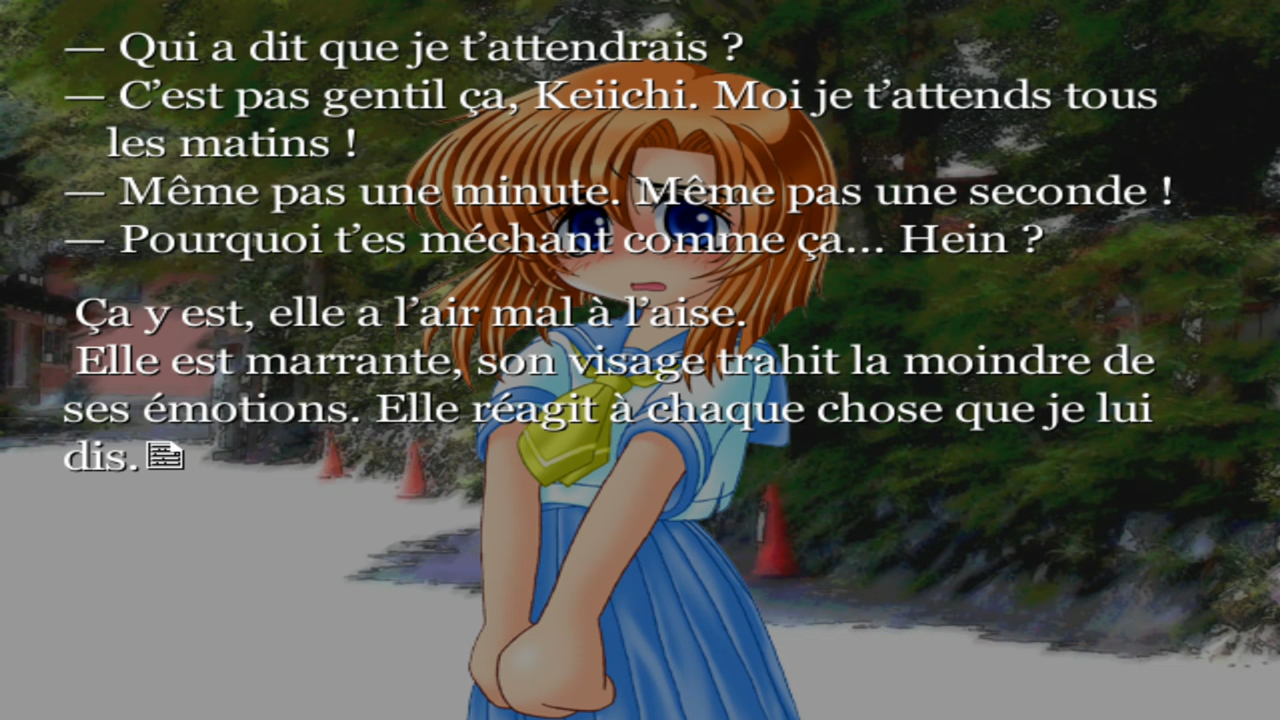 — Qui a dit que je t’attendrais ?
— C’est pas gentil ça, Keiichi. Moi je t’attends tous
les matins !
— Même pas une minute. Même pas une seconde !
— Pourquoi t’es méchant comme ça... Hein ?
Ça y est, elle a l’air mal à l’aise.
Elle est marrante, son visage trahit la moindre de
ses émotions. Elle réagit à chaque chose que je lui
dis.